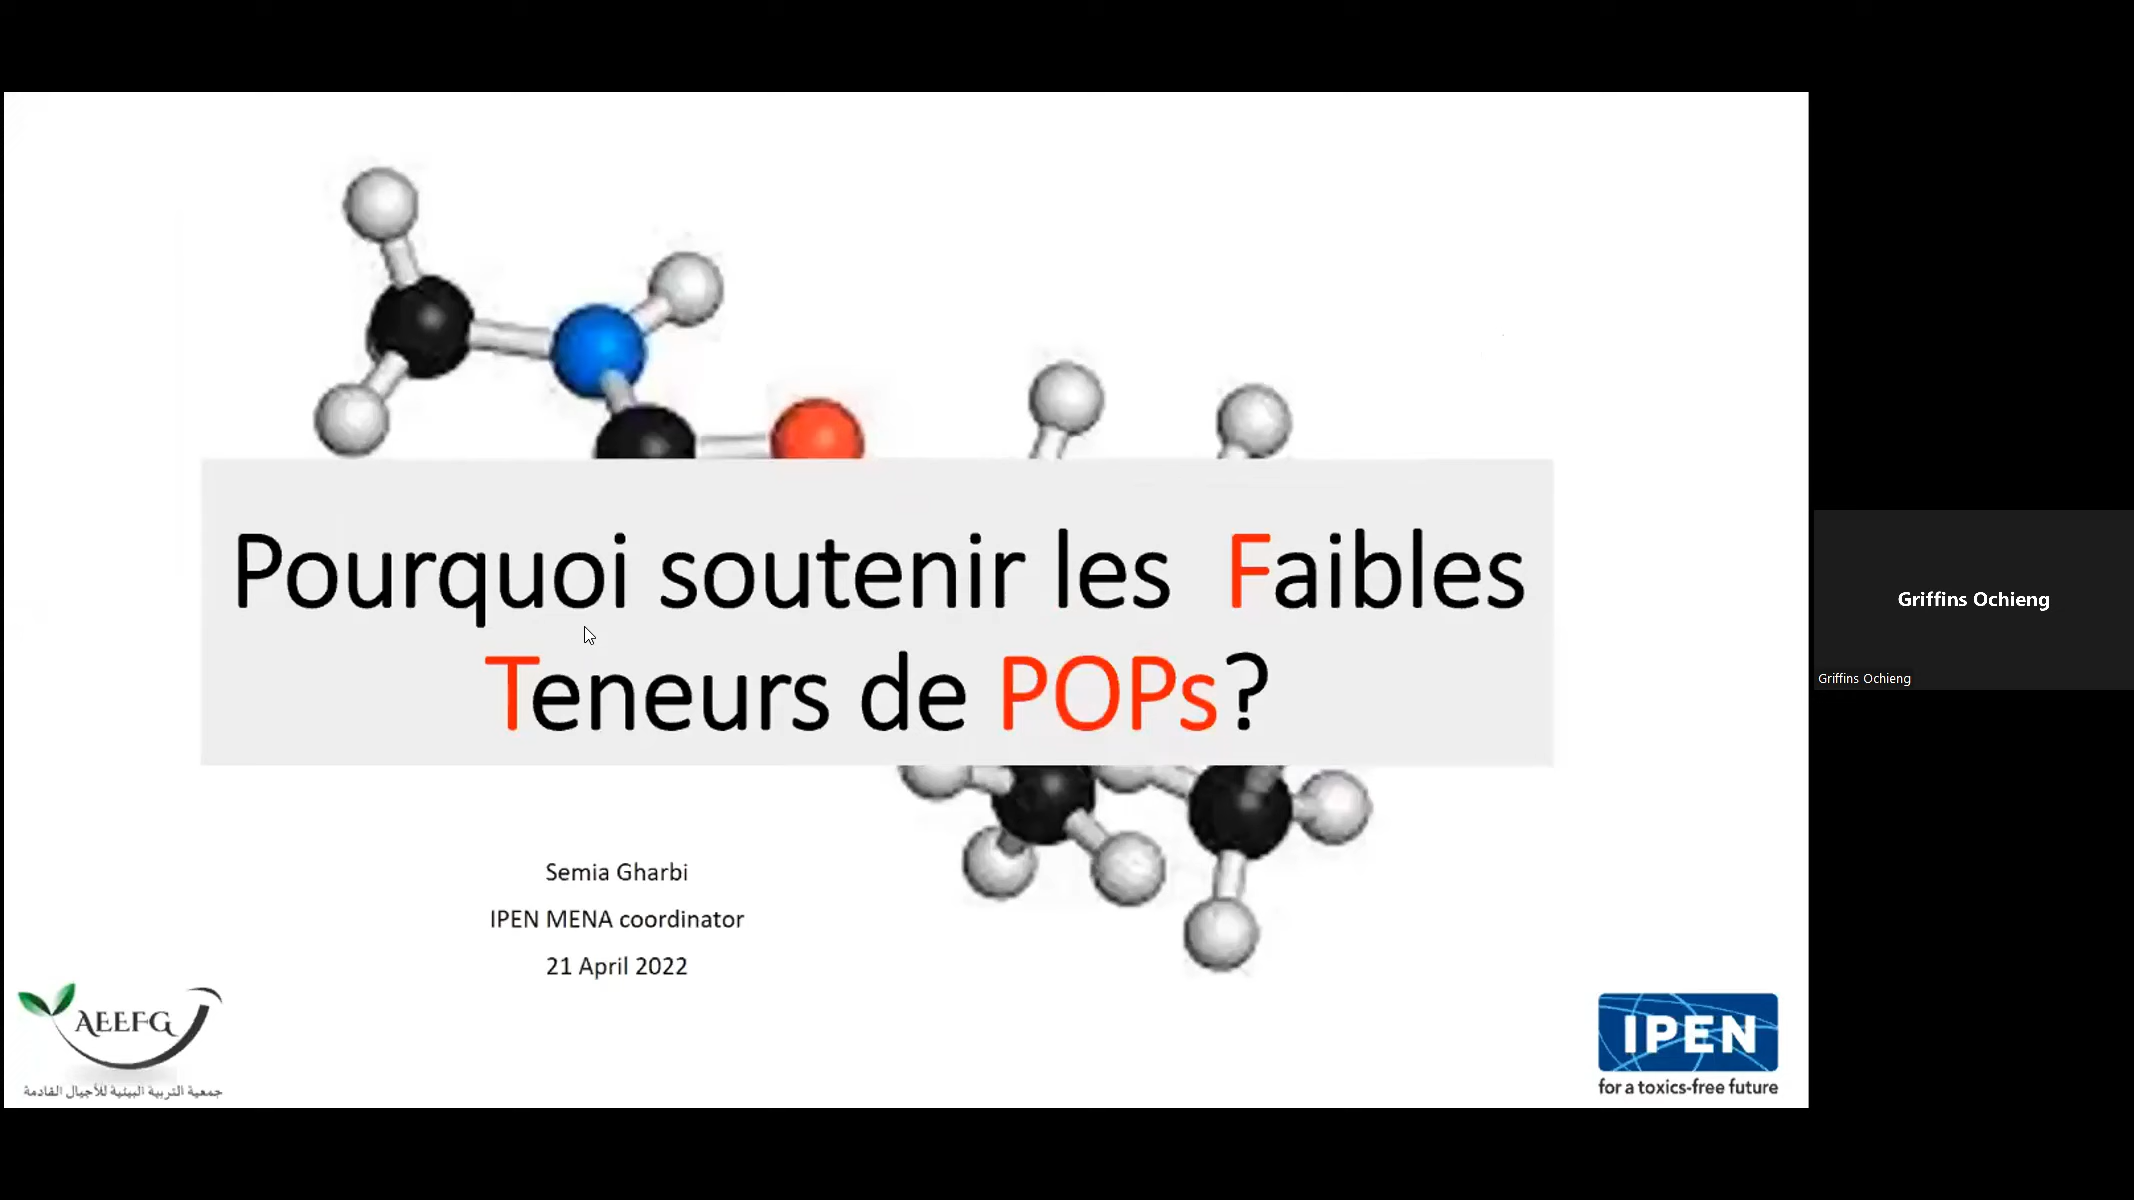 Pourquoi soutenir les Faibles
Teneurs de POPs?
Semia Gharbi
IPEN MENA coordinator
21 April 2022
AEEFG
جمعية التربية البيئية للأجيال القادمة
IPEN
for a toxics-free future
Griffins Ochieng
Griffins Ochieng